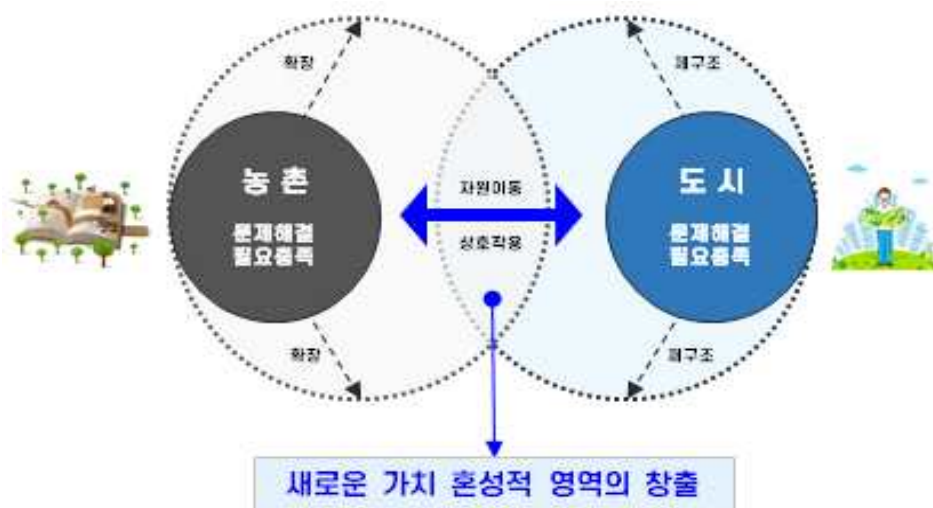 확장
재구조
농 촌
문제해결
필요충족
자원이동
상호작용
도 시
문제해결
필요충족
확장
재구조
새로운 가치 혼성적 영역의 창출